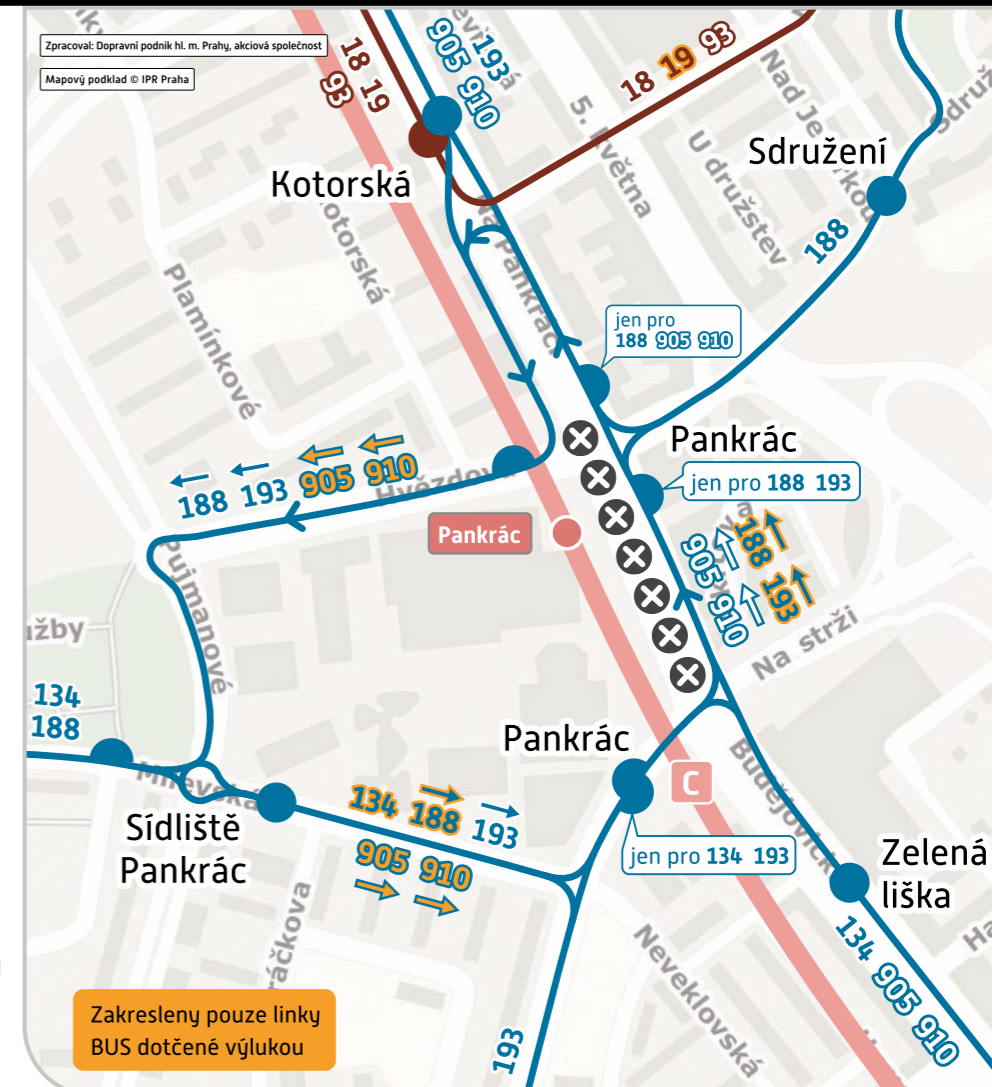 Zpracoval: Dopravní podnik hl. m. Prahy, akciová společnost
Mapový podklad © IPR Praha
18 19
93
193
905 910
18 19 93
5. května
U družstev
Sdružení
188
Kotorská
Plamínkové
Na Pankráci
jen pro
188 905 910
Pankrác
jen pro 188 193
188 193 905 910
Hvězdova
Pankrác
905 910
188 193
Na strži
Pujmanové
134
188
Milevská
Sídliště
Pankrác
134 188 193
905 910
Pankrác
C
jen pro 134 193
Budějovická
Zelená
liška
134 905 910
Neveklovská
193
Zakresleny pouze linky
BUS dotčené výlukou